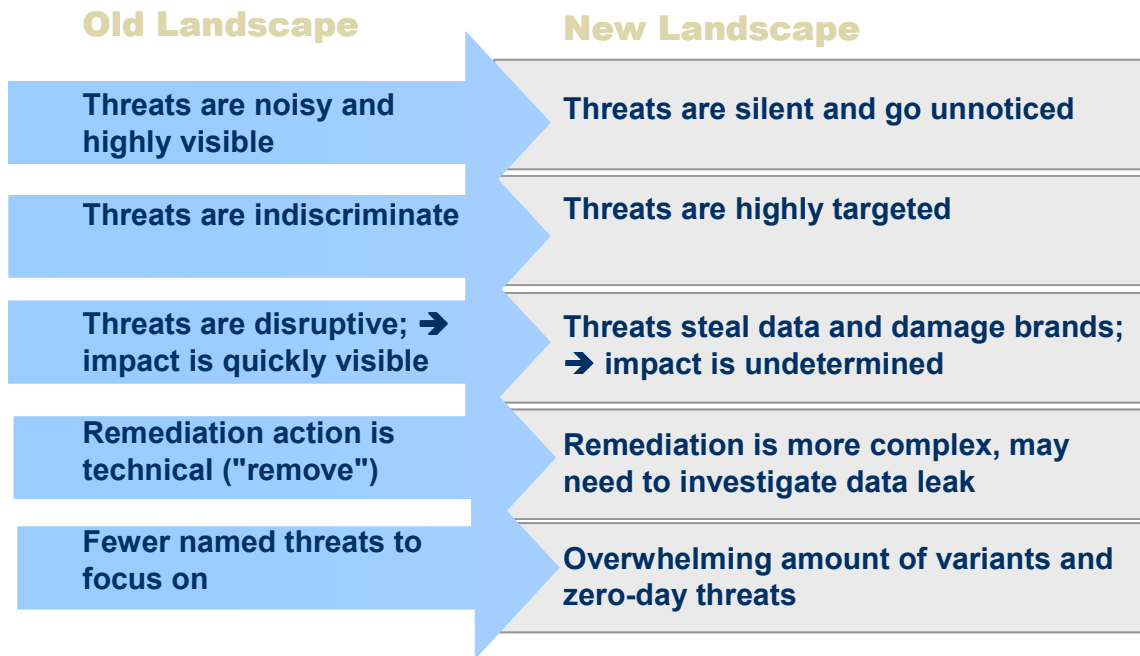 Old Landscape
New Landscape
Threats are noisy and
highly visible
Threats are silent and go unnoticed
Threats are indiscriminate
Threats are highly targeted
Threats are disruptive; ➔
impact is quickly visible
Threats steal data and damage brands;
➔ impact is undetermined
Remediation action is
technical ("remove")
Remediation is more complex, may
need to investigate data leak
Fewer named threats to
focus on
Overwhelming amount of variants and
zero-day threats